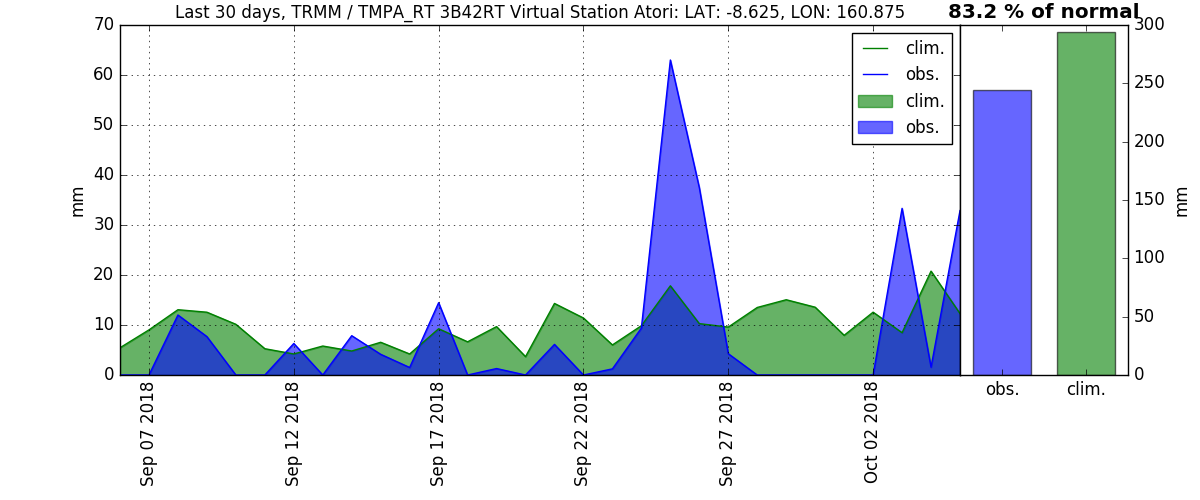 Last 30 days, TRMM / TMPA_RT 3B42RT Virtual Station Atori: LAT: -8.625, LON: 160.875
83.2 % of normal
70
60
50
40
30
20
10
0
mm
clim.
obs.
clim.
obs.
Sep 07 2018
Sep 12 2018
Sep 17 2018
Sep 22 2018
Sep 27 2018
Oct 02 2018
300
250
200
150
100
50
0
mm
obs.
clim.